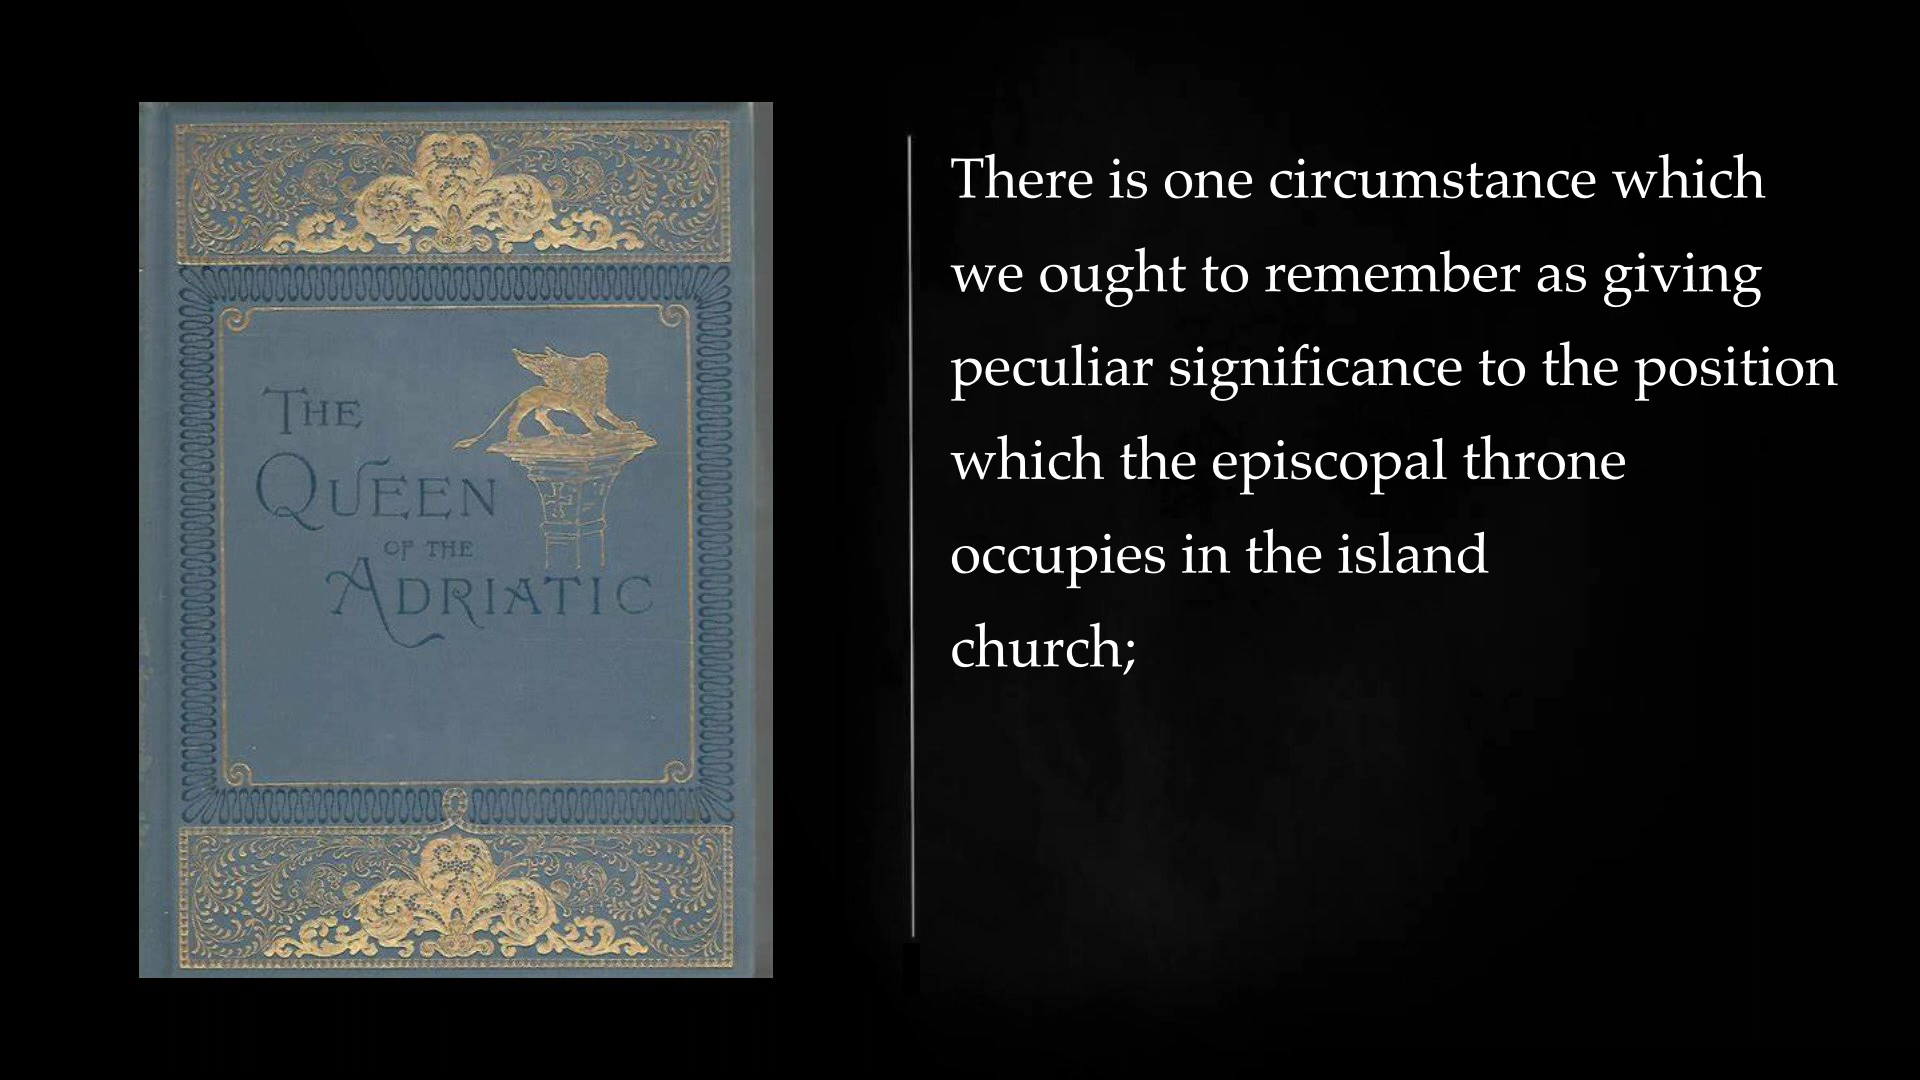 THE
QUEEN
OF THE
ADRIATIC
There is one circumstance which
we ought to remember as giving
peculiar significance to the position
which the episcopal throne
occupies in the island
church;